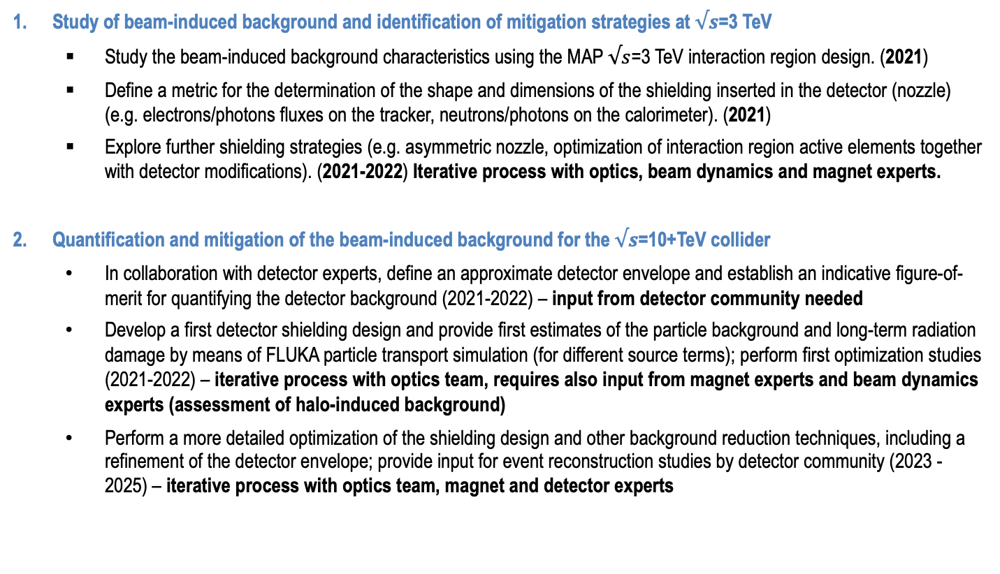 1. Study of beam-induced background and identification of mitigation strategies at √s=3 TeV
▪ Study the beam-induced background characteristics using the MAP √s=3 TeV interaction region design. (2021)
▪ Define a metric for the determination of the shape and dimensions of the shielding inserted in the detector (nozzle)
(e.g. electrons/photons fluxes on the tracker, neutrons/photons on the calorimeter). (2021)
▪ Explore further shielding strategies (e.g. asymmetric nozzle, optimization of interaction region active elements together
with detector modifications). (2021-2022) Iterative process with optics, beam dynamics and magnet experts.
2. Quantification and mitigation of the beam-induced background for the √s=10+TeV collider
• In collaboration with detector experts, define an approximate detector envelope and establish an indicative figure-of-
merit for quantifying the detector background (2021-2022) – input from detector community needed
• Develop a first detector shielding design and provide first estimates of the particle background and long-term radiation
damage by means of FLUKA particle transport simulation (for different source terms); perform first optimization studies
(2021-2022) – iterative process with optics team, requires also input from magnet experts and beam dynamics
experts (assessment of halo-induced background)
• Perform a more detailed optimization of the shielding design and other background reduction techniques, including a
refinement of the detector envelope; provide input for event reconstruction studies by detector community (2023 -
2025) – iterative process with optics team, magnet and detector experts